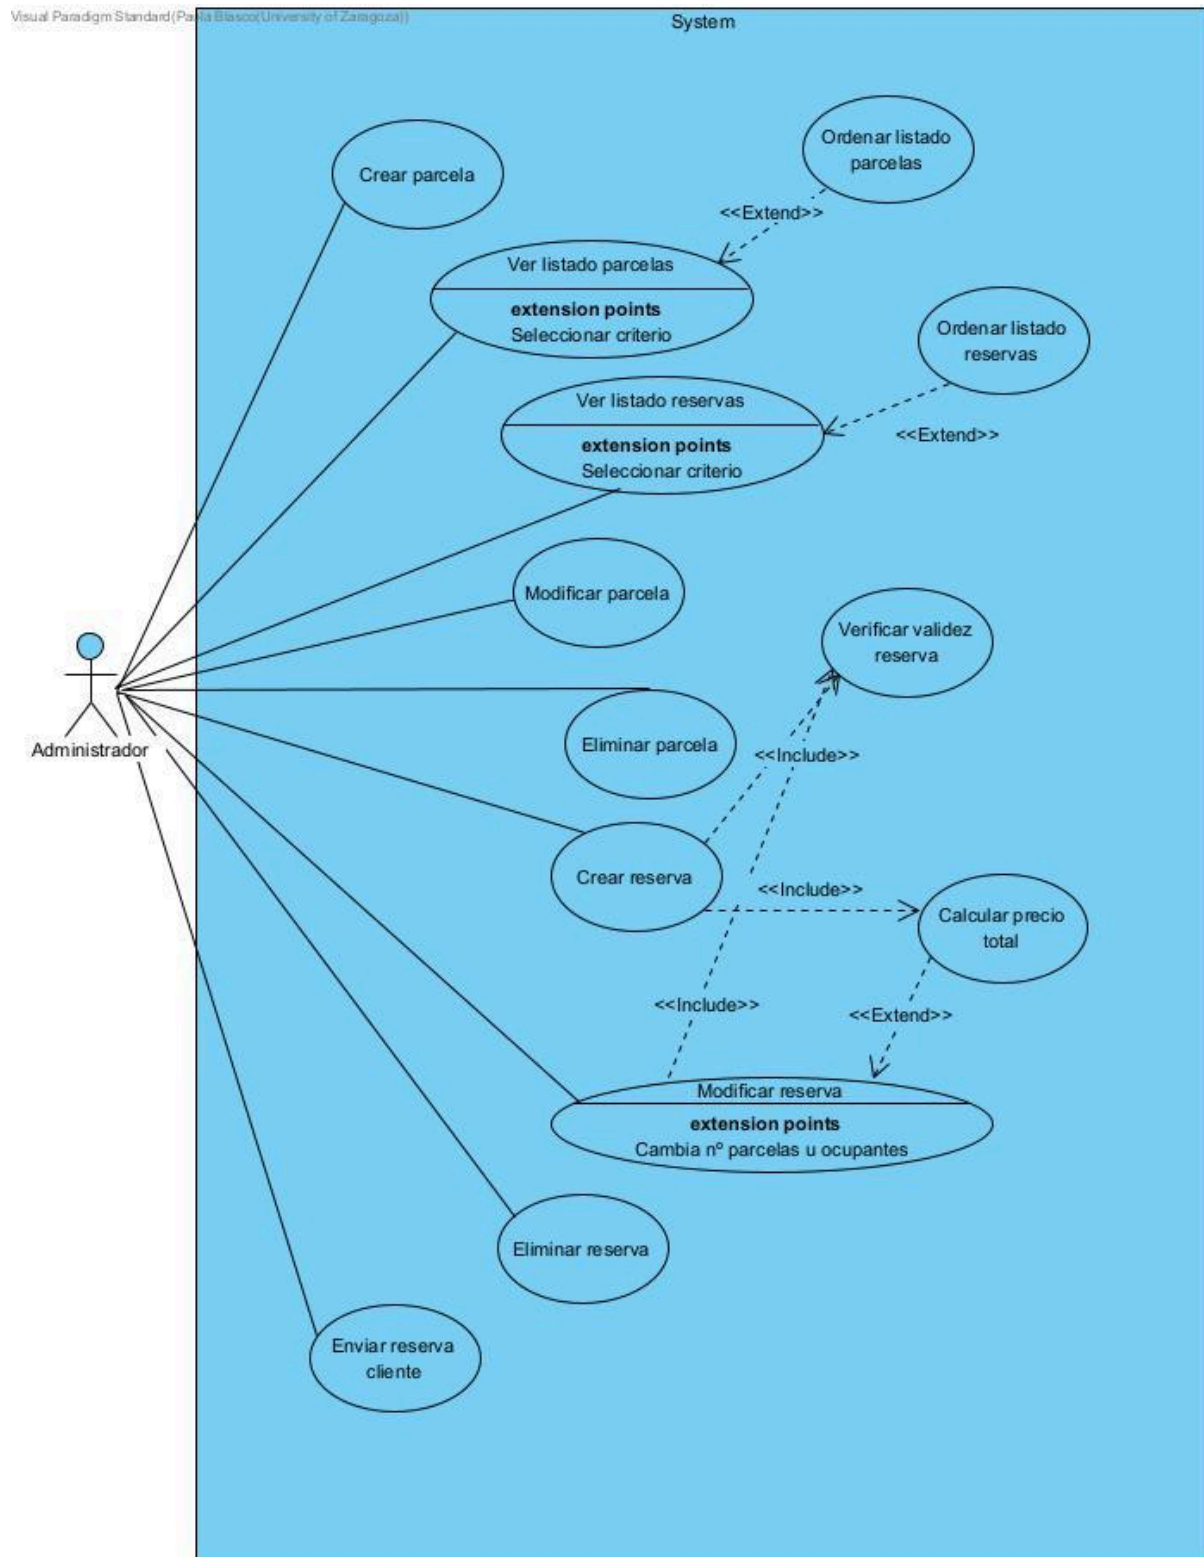 Visual Paradigm Standard(Paula Blasco(University of Zaragoza))
System
Ordenar listado
parcelas
Crear parcela
<<Extend>>
Ver listado parcelas
extension points
Seleccionar criterio
Ordenar listado
reservas
Ver listado reservas
extension points
Seleccionar criterio
<<Extend>>
Modificar parcela
Verificar validez
reserva
Administrador
Eliminar parcela
<<Include>>
Crear reserva
<<Include>>
Calcular precio
total
<<Include>>
<<Extend>>
Modificar reserva
extension points
Cambia nº parcelas u ocupantes
Eliminar reserva
Enviar reserva
cliente